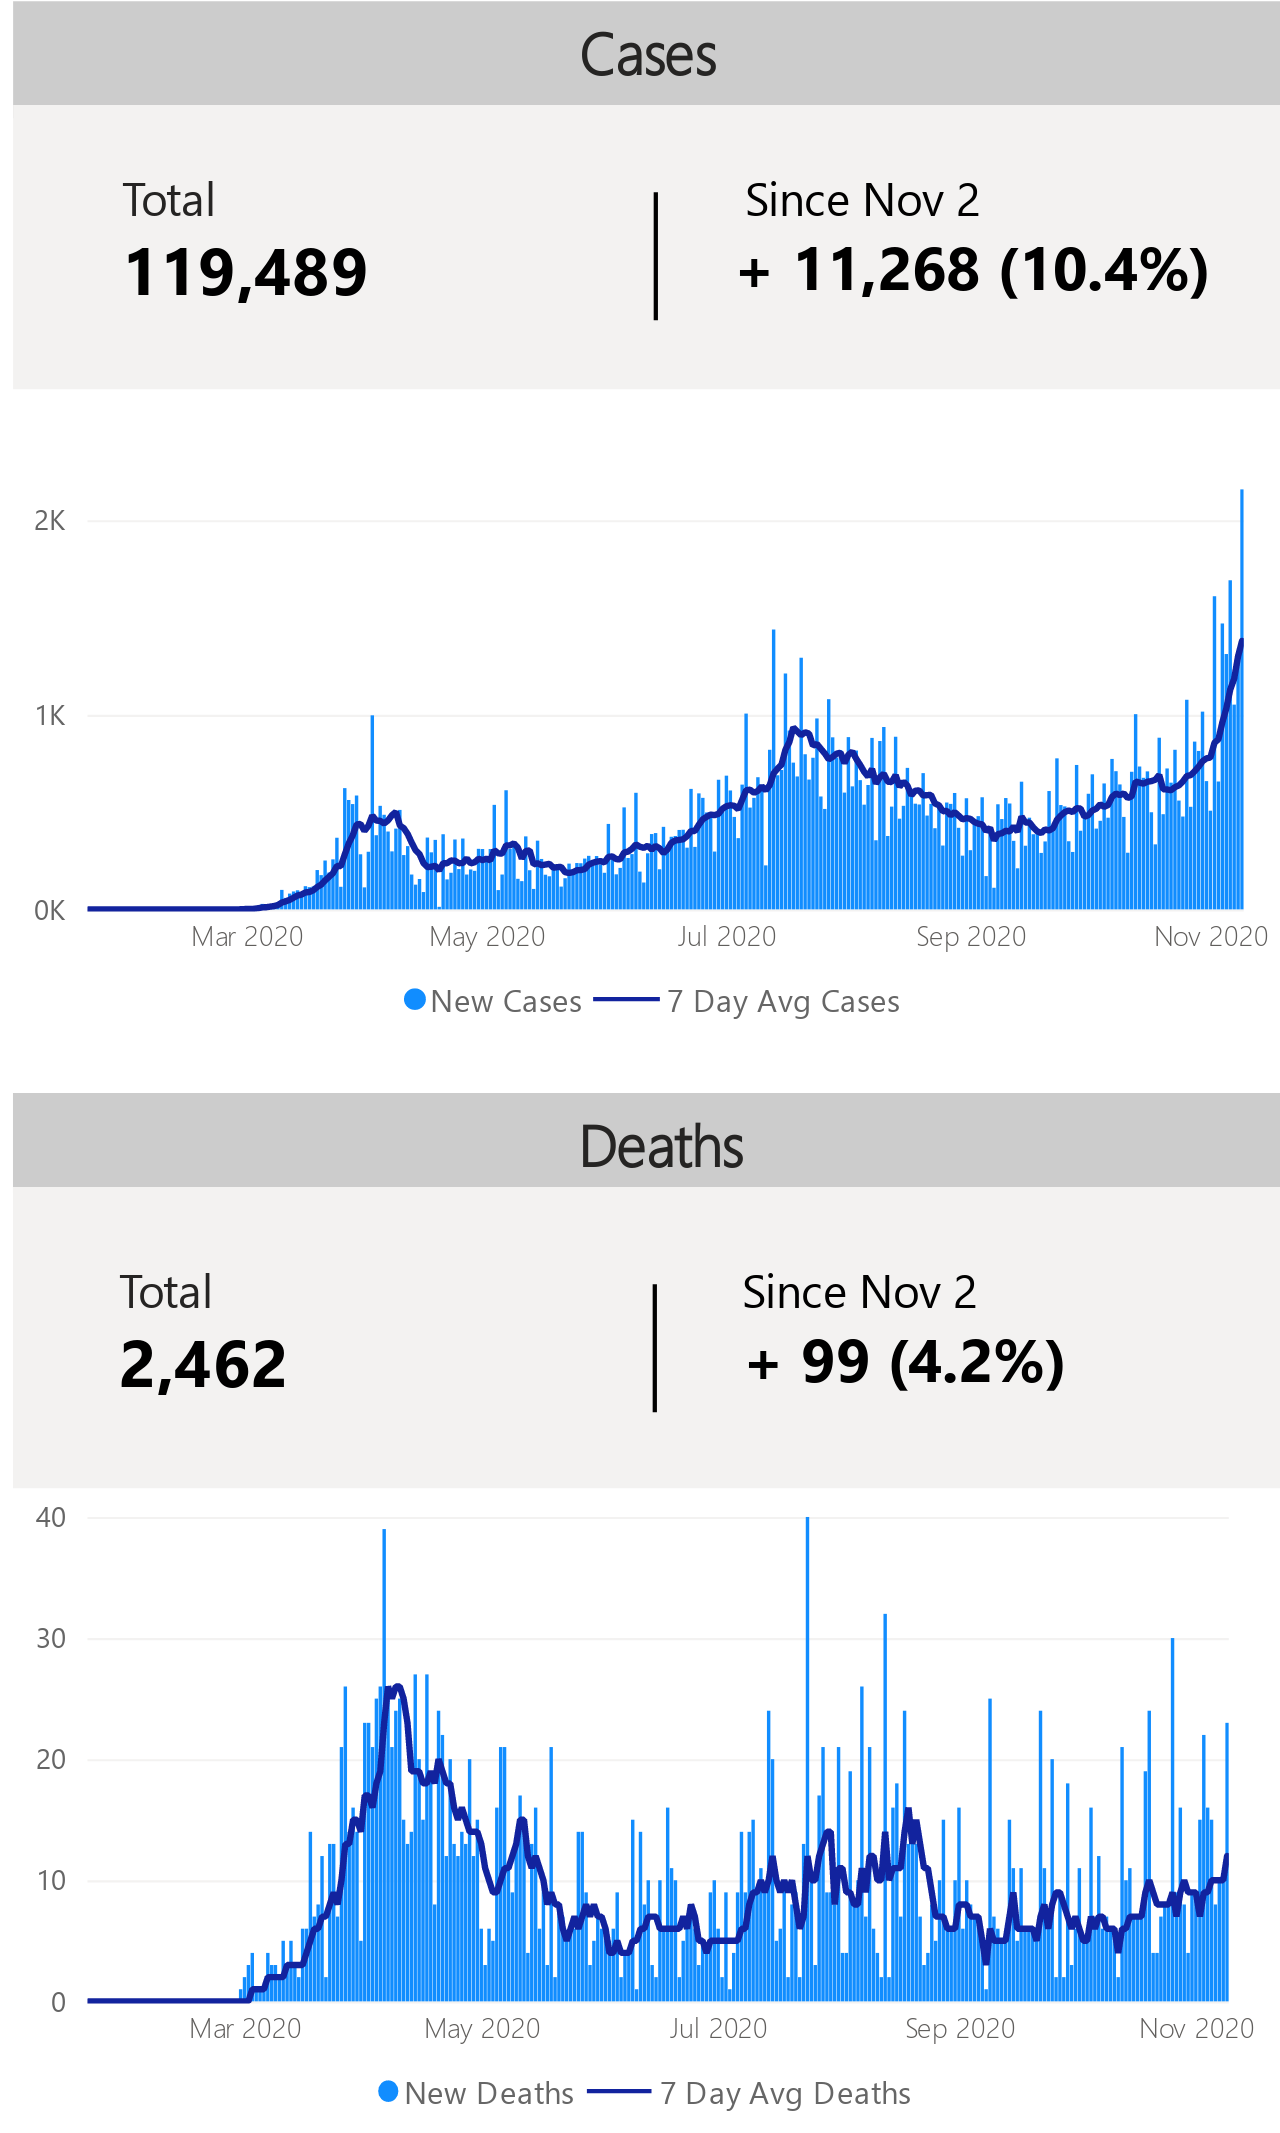 Cases
Total
Since Nov 2
119,489
+ 11,268 (10.4%)
2K
1K
0K
Mar 2020 May 2020 Jul 2020 Sep 2020 Nov 2020
New Cases 7 Day Avg Cases
Deaths
Total
Since Nov 2
2,462
+ 99 (4.2%)
40
30
20
10
0
Mar 2020 May 2020 Jul 2020 Sep 2020 Nov 2020
New Deaths 7 Day Avg Deaths